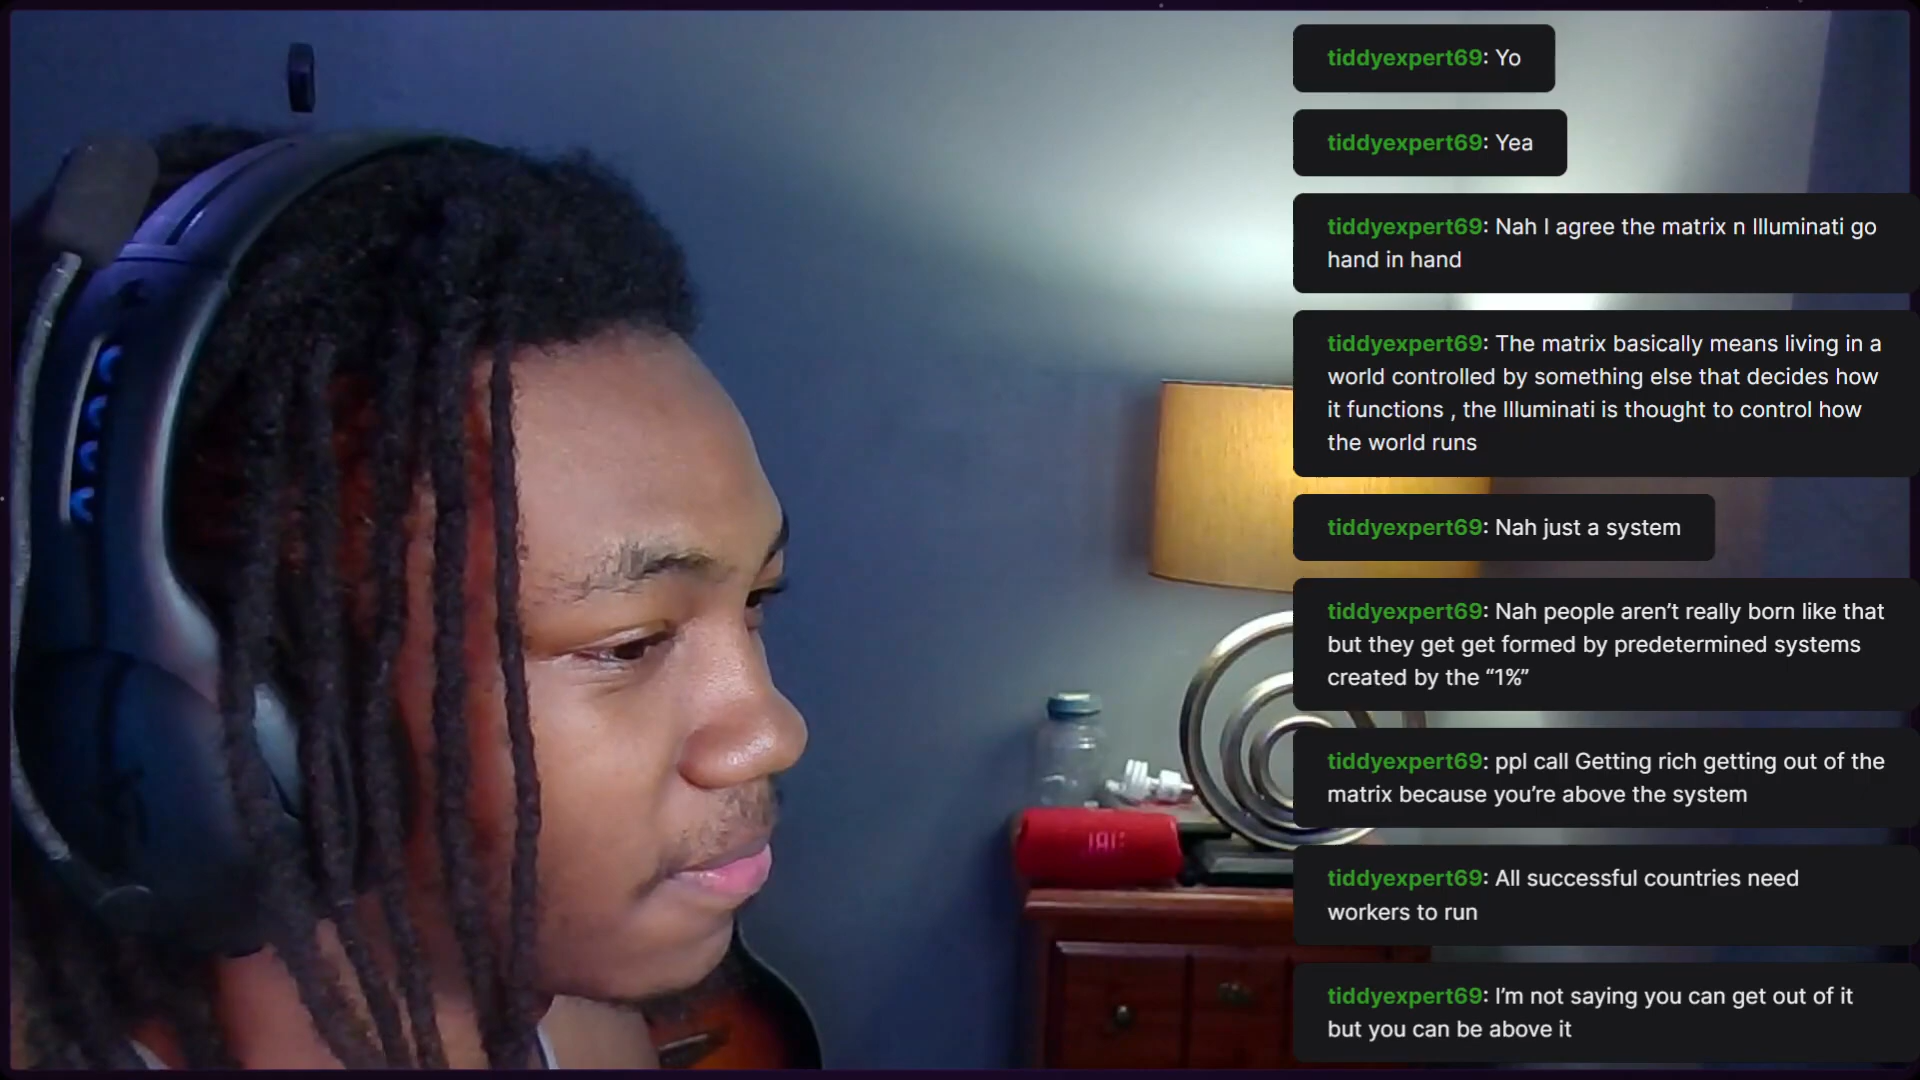 tiddyexpert69: Yo
tiddyexpert69: Yea
tiddyexpert69: Nah I agree the matrix n Illuminati go
hand in hand
tiddyexpert69: The matrix basically means living in a
world controlled by something else that decides how
it functions , the Illuminati is thought to control how
the world runs
tiddyexpert69: Nah just a system
tiddyexpert69: Nah people aren’t really born like that
but they get get formed by predetermined systems
created by the “1%”
tiddyexpert69: ppl call Getting rich getting out of the
matrix because you’re above the system
tiddyexpert69: All successful countries need
workers to run
tiddyexpert69: I’m not saying you can get out of it
but you can be above it